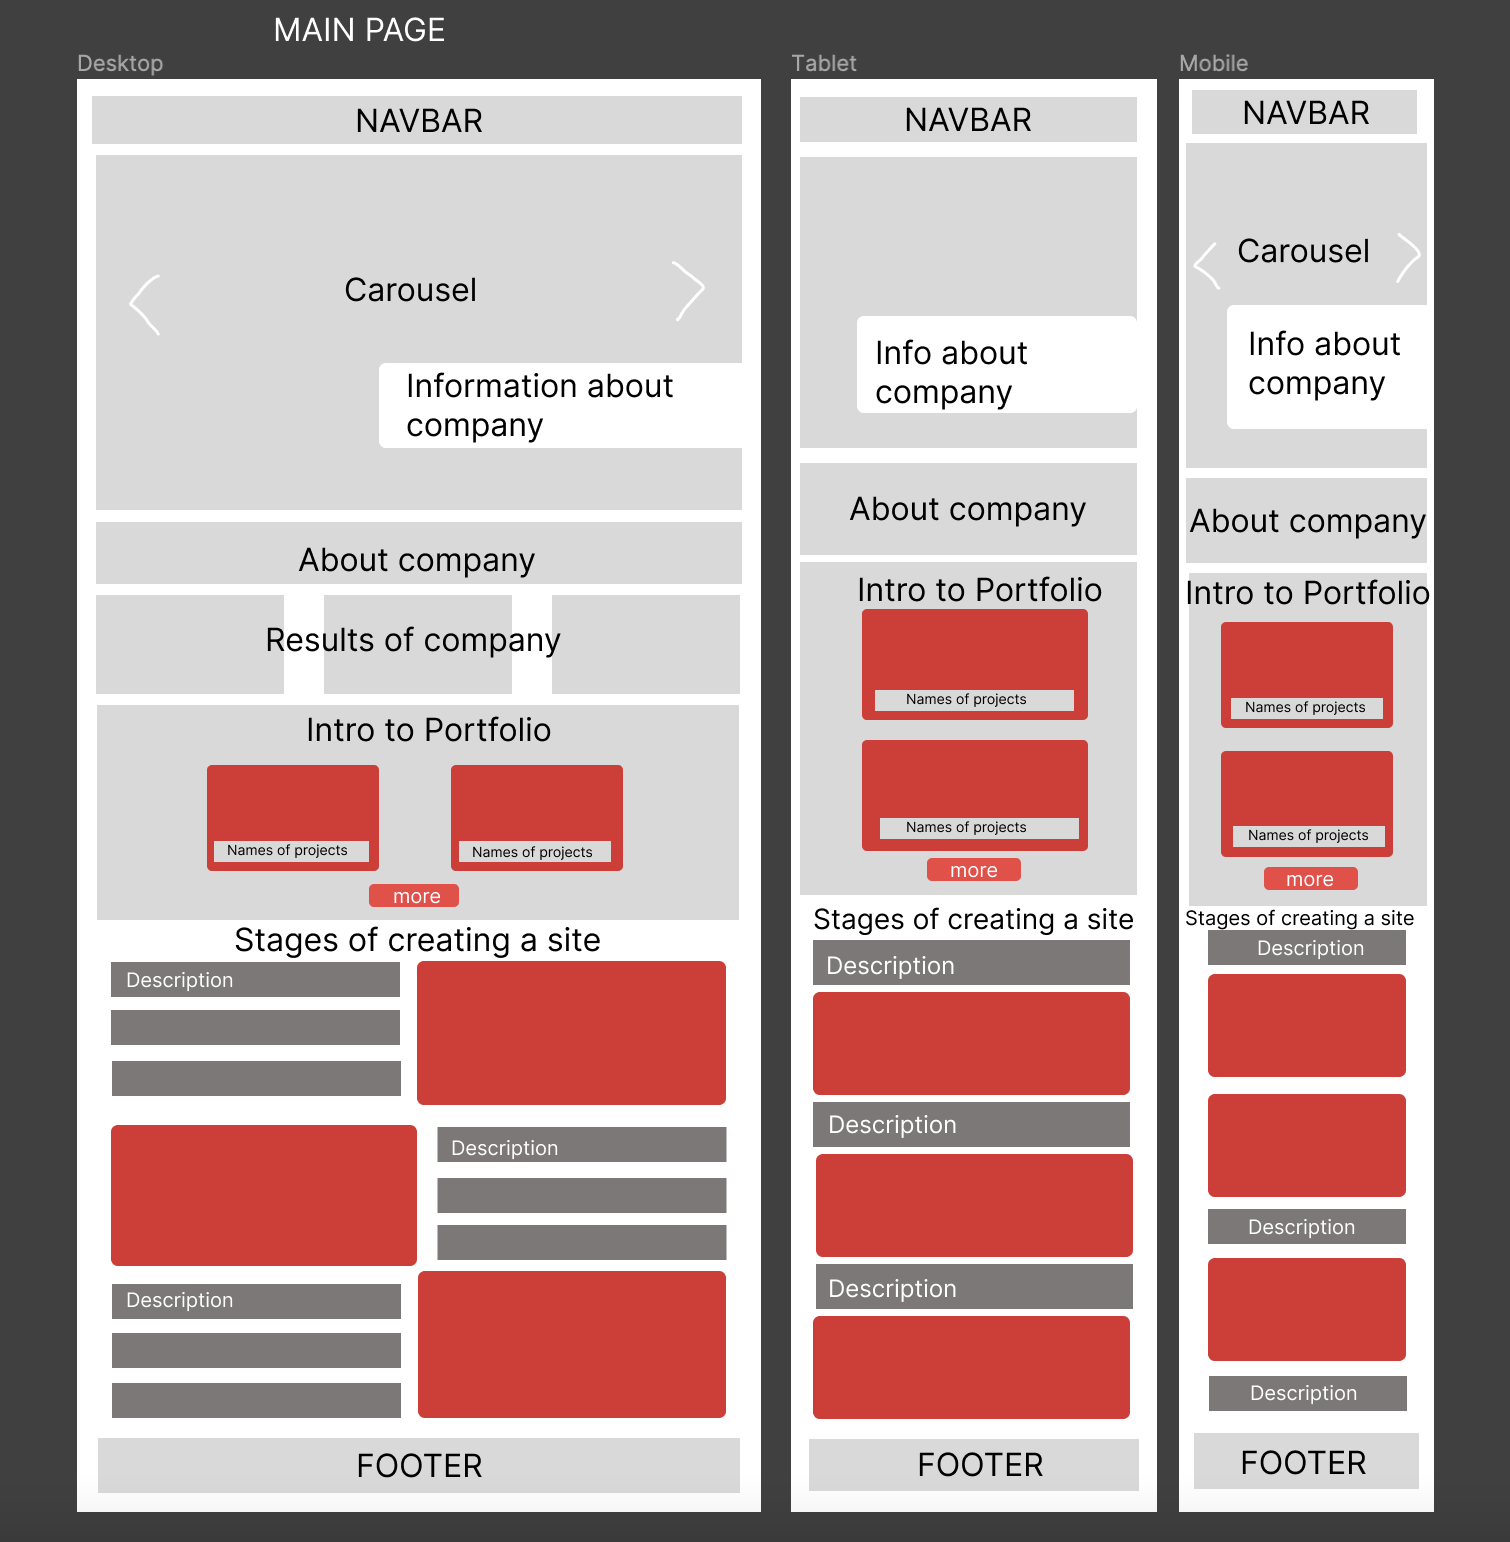 MAIN PAGE
Desktop
NAVBAR
Carousel
Information about
company
About company
Results of company
Intro to Portfolio
Names of projects
Names of projects
more
Stages of creating a site
Description
Description
Description
FOOTER
Tablet
NAVBAR
Info about
company
About company
Intro to Portfolio
Names of projects
Names of projects
more
Stages of creating a site
Description
Description
Description
FOOTER
Mobile
NAVBAR
Carousel
Info about
company
About company
Intro to Portfolio
Names of projects
Names of projects
more
Stages of creating a site
Description
Description
Description
FOOTER